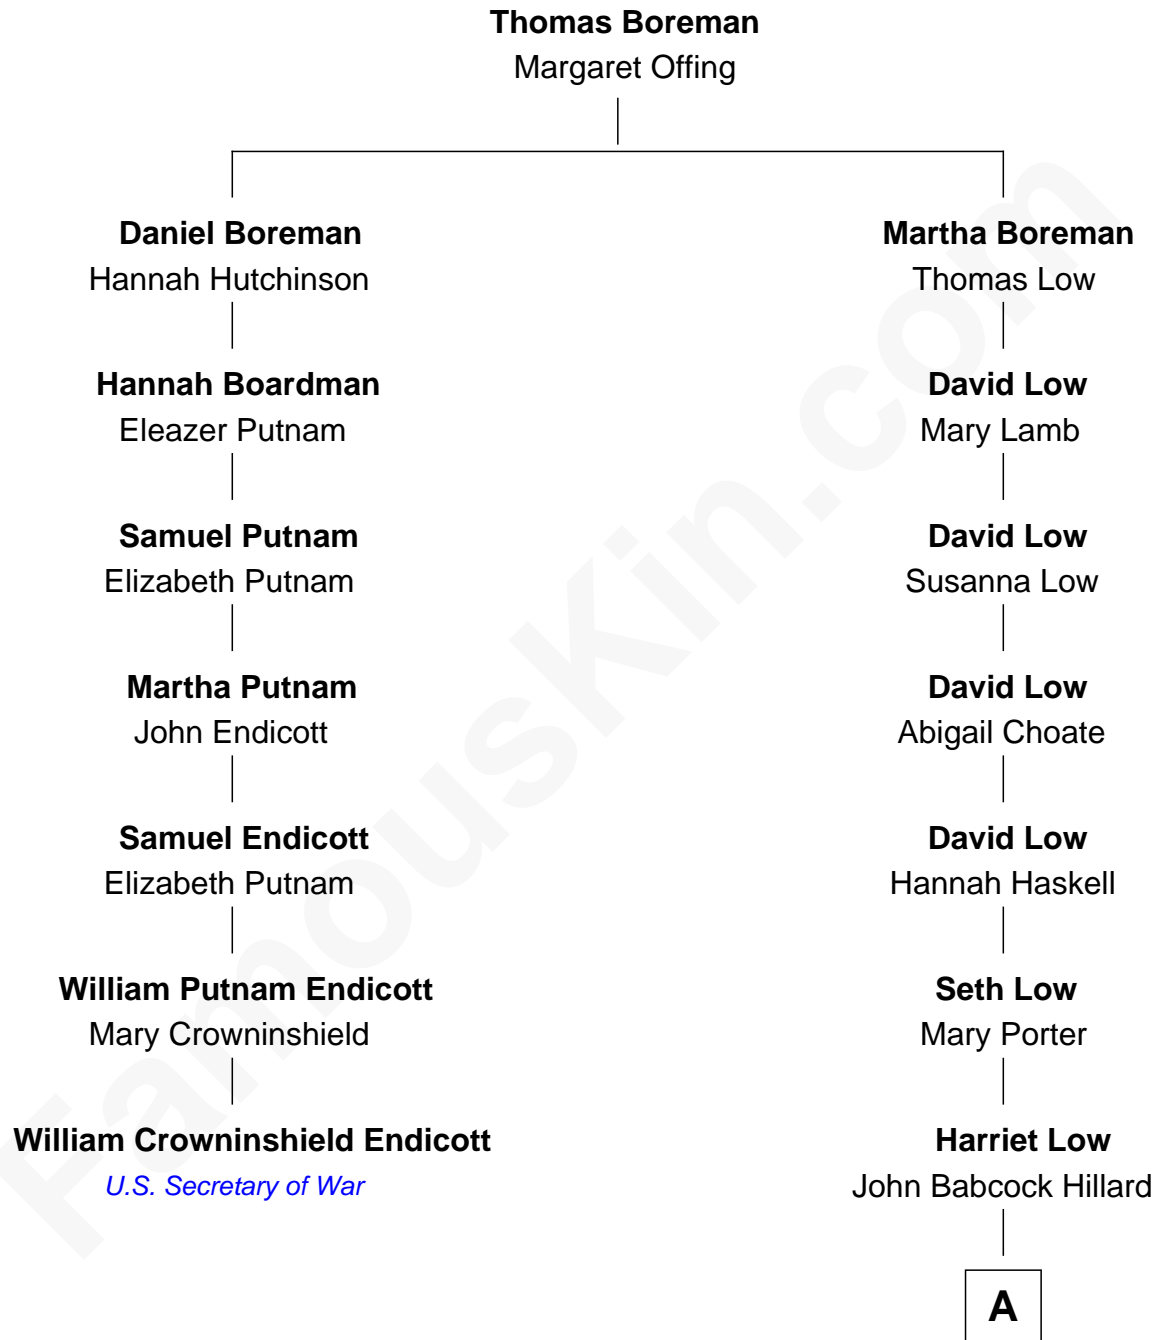 Thomas Boreman
Margaret Offing
Daniel Boreman
Hannah Hutchinson
Martha Boreman
Thomas Low
Hannah Boardman
Eleazer Putnam
David Low
Mary Lamb
Samuel Putnam
Elizabeth Putnam
David Low
Susanna Low
Martha Putnam
John Endicott
David Low
Abigail Choate
Samuel Endicott
Elizabeth Putnam
David Low
Hannah Haskell
William Putnam Endicott
Mary Crowninshield
Seth Low
Mary Porter
William Crowninshield Endicott
U.S. Secretary of War
Harriet Low
John Babcock Hillard
A
FamousKin.com